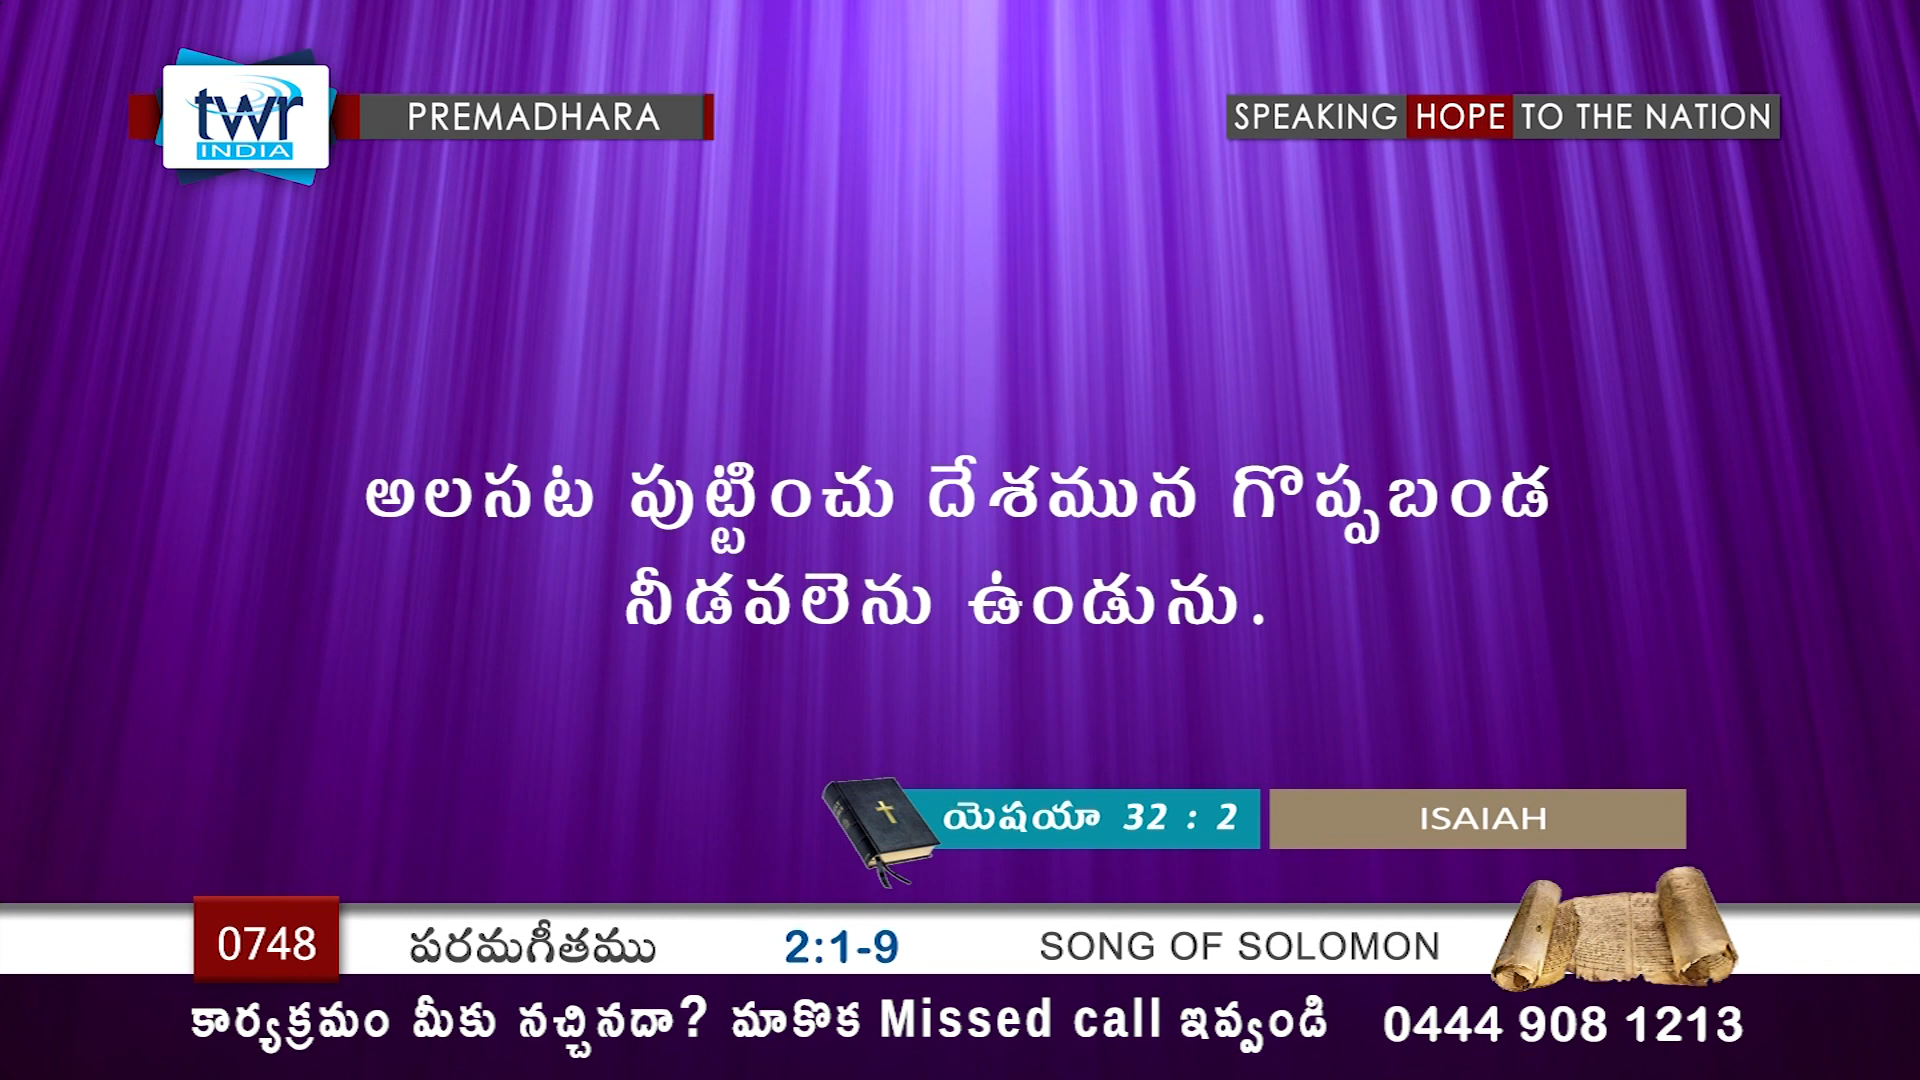 twr
INDIA
PREMADHARA
SPEAKING HOPE TO THE NATION
అలసట పుట్టించు దేశమున గొప్పబండ
నీడవలెను ఉండును.
యెషయా 32 : 2
ISAIAH
0748 పరమగీతము 2:1-9 SONG OF SOLOMON
కార్యక్రమం మీకు నచ్చినదా? మాకొక Missed call ఇవ్వండి 0444 908 1213